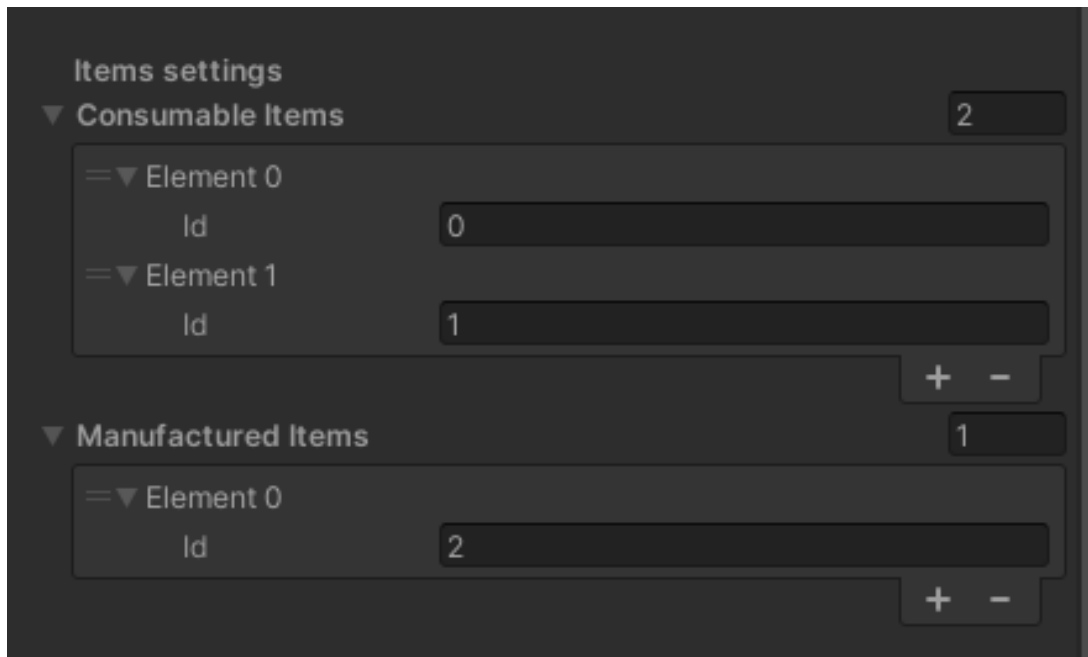 Items settings
Consumable Items 2
Element 0
Id 0
Element 1
Id 1
+ -
Manufactured Items 1
Element 0
Id 2
+ -